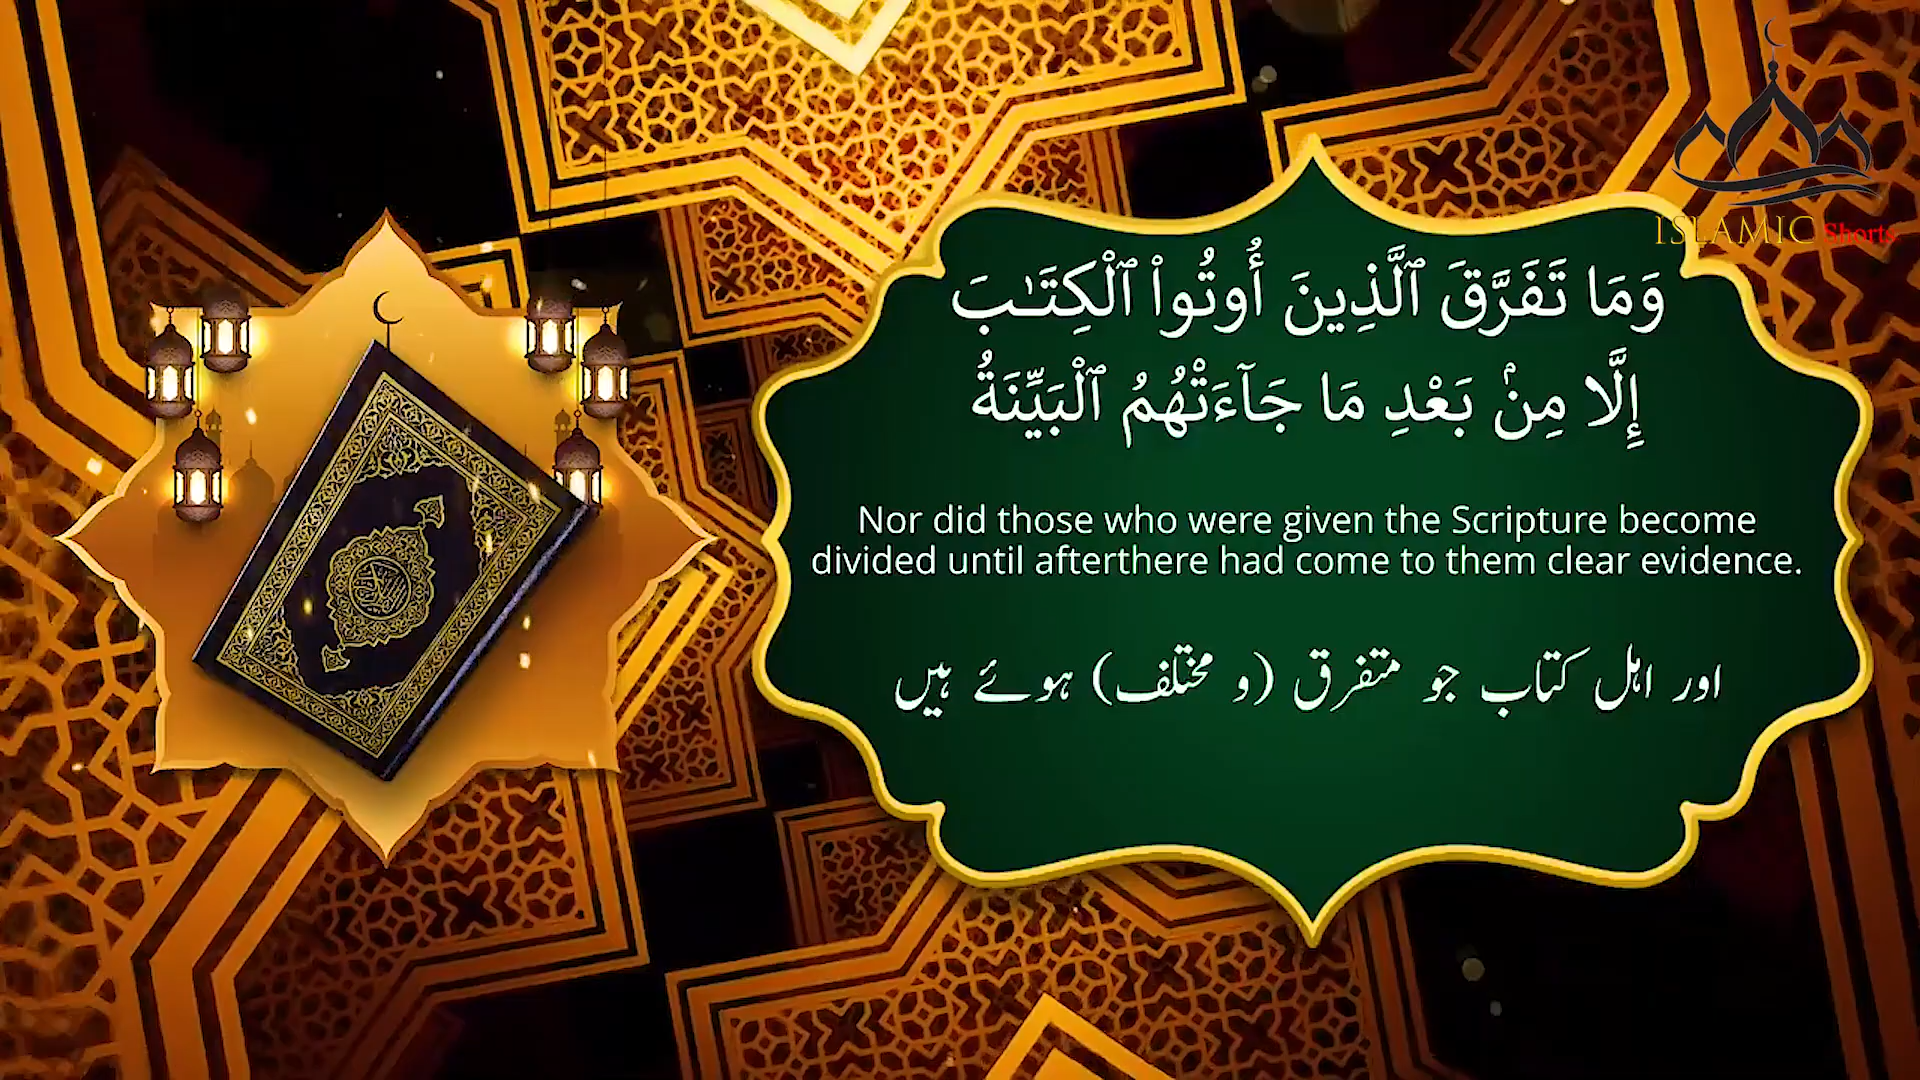 ISLAMIC Shorts
وَمَا تَفَرَّقَ ٱلَّذِينَ أُوتُوا۟ ٱلْكِتَـٰبَ
إِلَّا مِنۢ بَعْدِ مَا جَآءَتْهُمُ ٱلْبَيِّنَةُ
Nor did those who were given the Scripture become
divided until afterthere had come to them clear evidence.
اور اہل کتاب جو متفرق (و مختلف) ہوئے ہیں